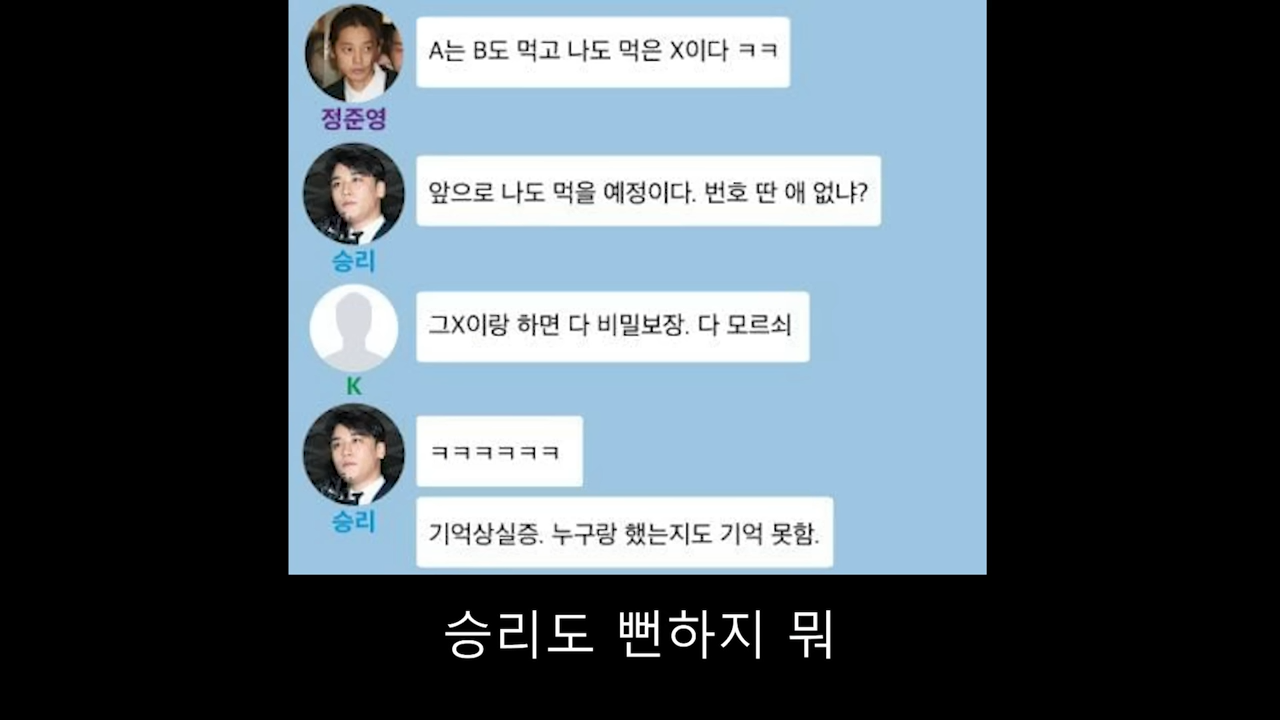 A는 B도 먹고 나도 먹은 X이다 ㅋㅋ
정준영
앞으로 나도 먹을 예정이다. 번호 딴 애 없냐?
승리
그X이랑 하면 다 비밀보장. 다 모르쇠
K
ㅋㅋㅋㅋㅋㅋ
승리
기억상실증. 누구랑 했는지도 기억 못함.
승리도 뻔하지 뭐